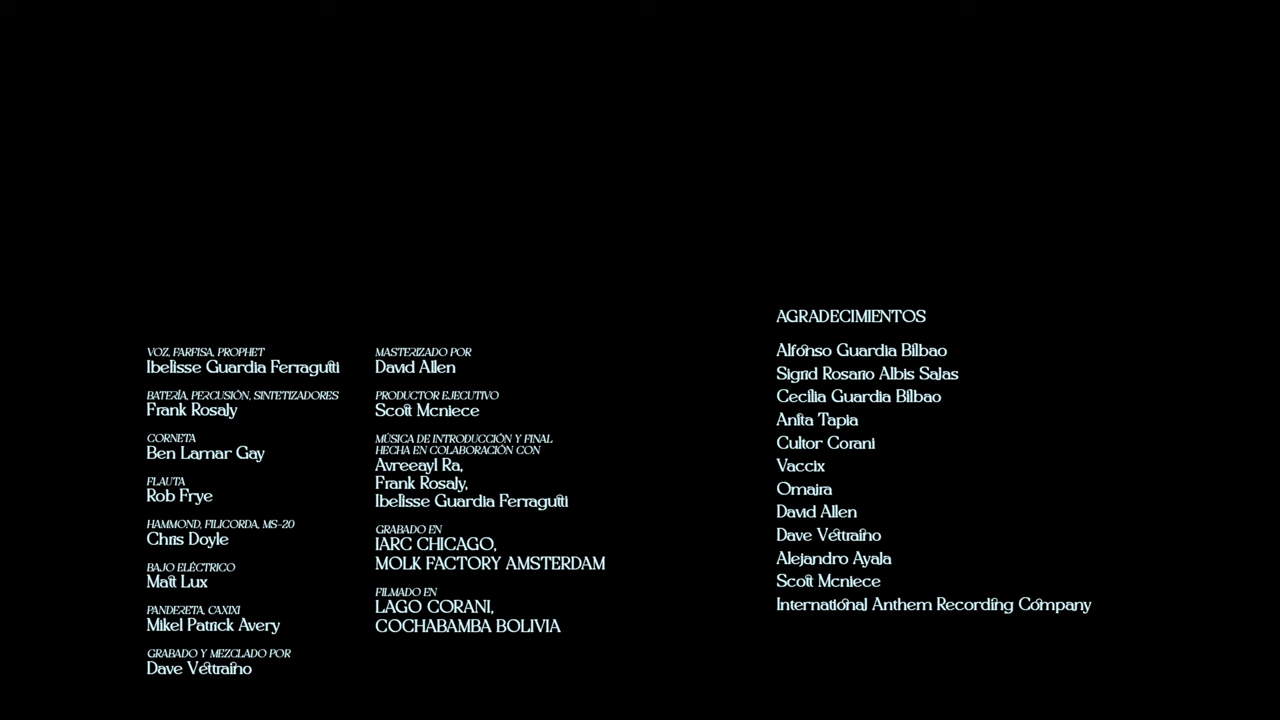 VOZ, FARFISA, PROPHET
Ibelisse Guardia Ferragutti
BATERÍA, PERCUSIÓN, SINTETIZADORES
Frank Rosaly
CORNETA
Ben Lamar Gay
FLAUTA
Rob Frye
HAMMOND, FILICORDA, MS-20
Chris Doyle
BAJO ELÉCTRICO
Matt Lux
PANDERETA, CAXIXI
Mikel Patrick Avery
GRABADO Y MEZCLADO POR
Dave Vettraino
MASTERIZADO POR
David Allen
PRODUCTOR EJECUTIVO
Scott Mcniece
MÚSICA DE INTRODUCCIÓN Y FINAL
HECHA EN COLABORACIÓN CON
Avreeayl Ra,
Frank Rosaly,
Ibelisse Guardia Ferragutti
GRABADO EN
IARC CHICAGO,
MOLK FACTORY AMSTERDAM
FILMADO EN
LAGO CORANI,
COCHABAMBA BOLIVIA
AGRADECIMIENTOS
Alfonso Guardia Bilbao
Sigrid Rosario Albis Salas
Cecilia Guardia Bilbao
Anita Tapia
Cultor Corani
Vaccix
Omaira
David Allen
Dave Vettraino
Alejandro Ayala
Scott Mcniece
International Anthem Recording Company